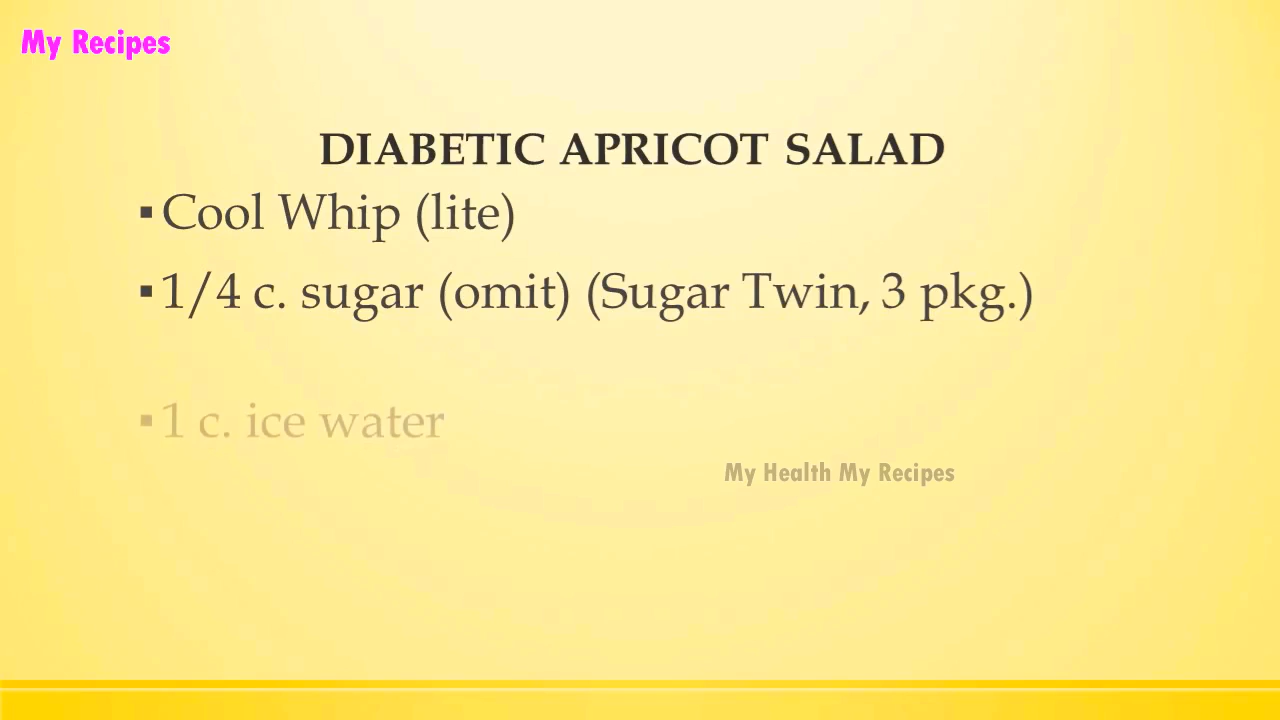 My Recipes
DIABETIC APRICOT SALAD
▪Cool Whip (lite)
▪1/4 c. sugar (omit) (Sugar Twin, 3 pkg.)
▪1 c. ice water
My Health My Recipes